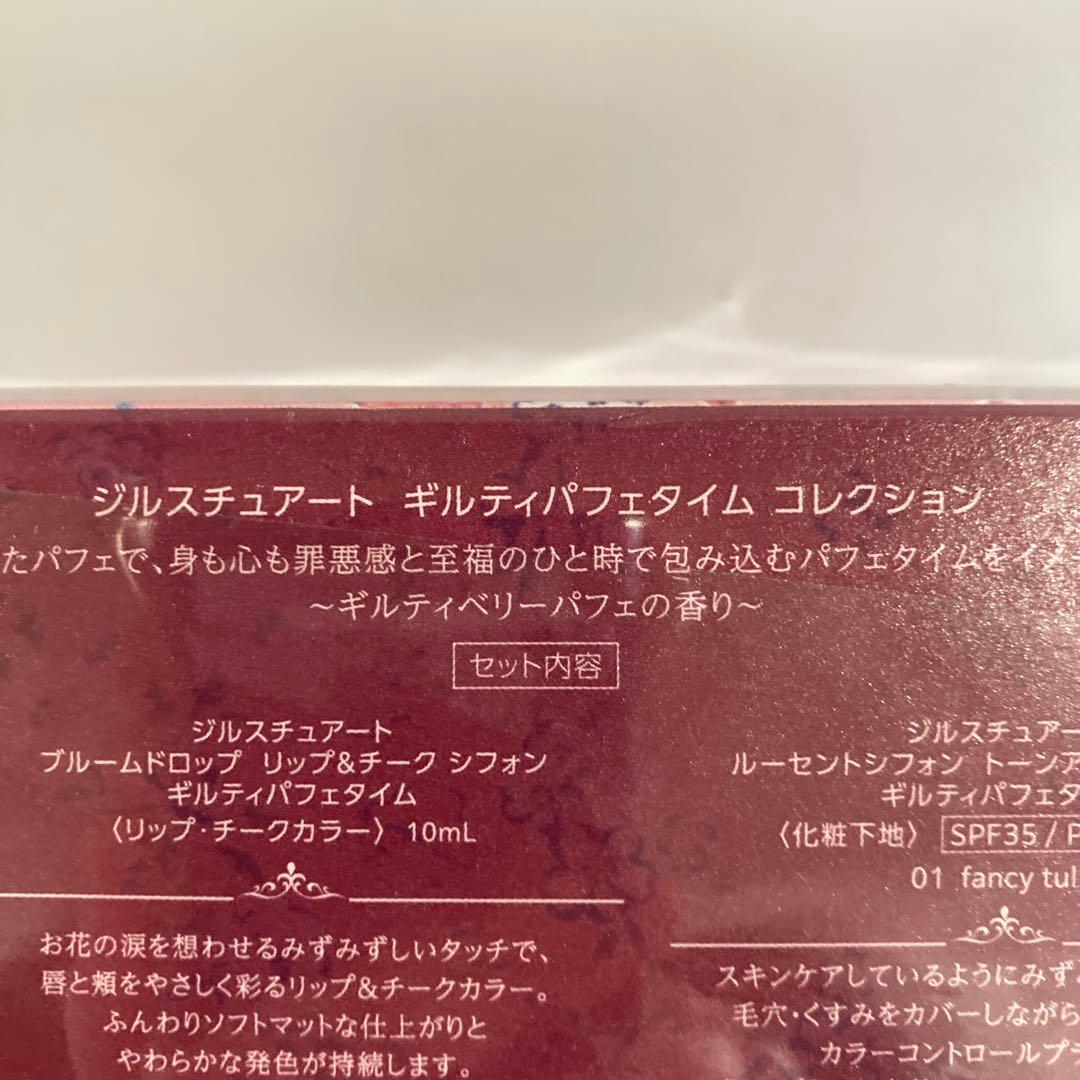 ジルスチュアート ギルティパフェタイム コレクション
たパフェで、身も心も罪悪感と至福のひと時で包み込むパフェタイムをイメ
~ギルティベリーパフェの香り~
セット内容
ジルスチュアート
ブルームドロップ リップ&チーク シフォン
ギルティパフェタイム
〈リップ・チークカラー〉 10mL
お花の涙を想わせるみずみずしいタッチで、
唇と頬をやさしく彩るリップ&チークカラー。
ふんわりソフトマットな仕上がりと
やわらかな発色が持続します。
ジルスチュアー
ルーセントシフォン トーンア
ギルティパフェタ
〈化粧下地〉 SPF35 / P
01 fancy tul
スキンケアしているようにみず
毛穴・くすみをカバーしながら
カラーコントロールプラ